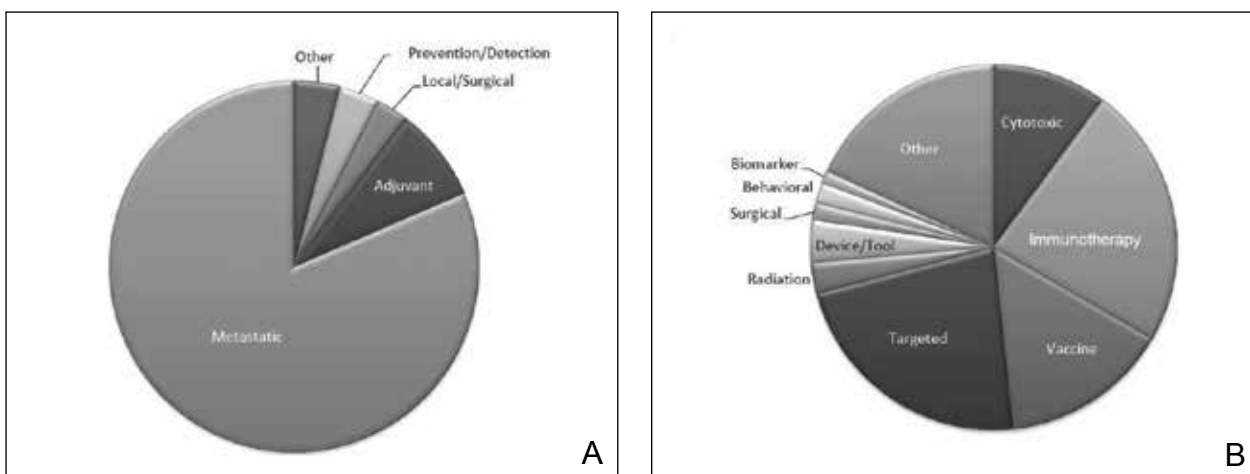 Other
Prevention/Detection
Local/Surgical
Adjuvant
Metastatic
A
Cytotoxic
Other
Biomarker
Behavioral
Surgical
Immunotherapy
Device/Tool
Radiation
Targeted
Vaccine
B